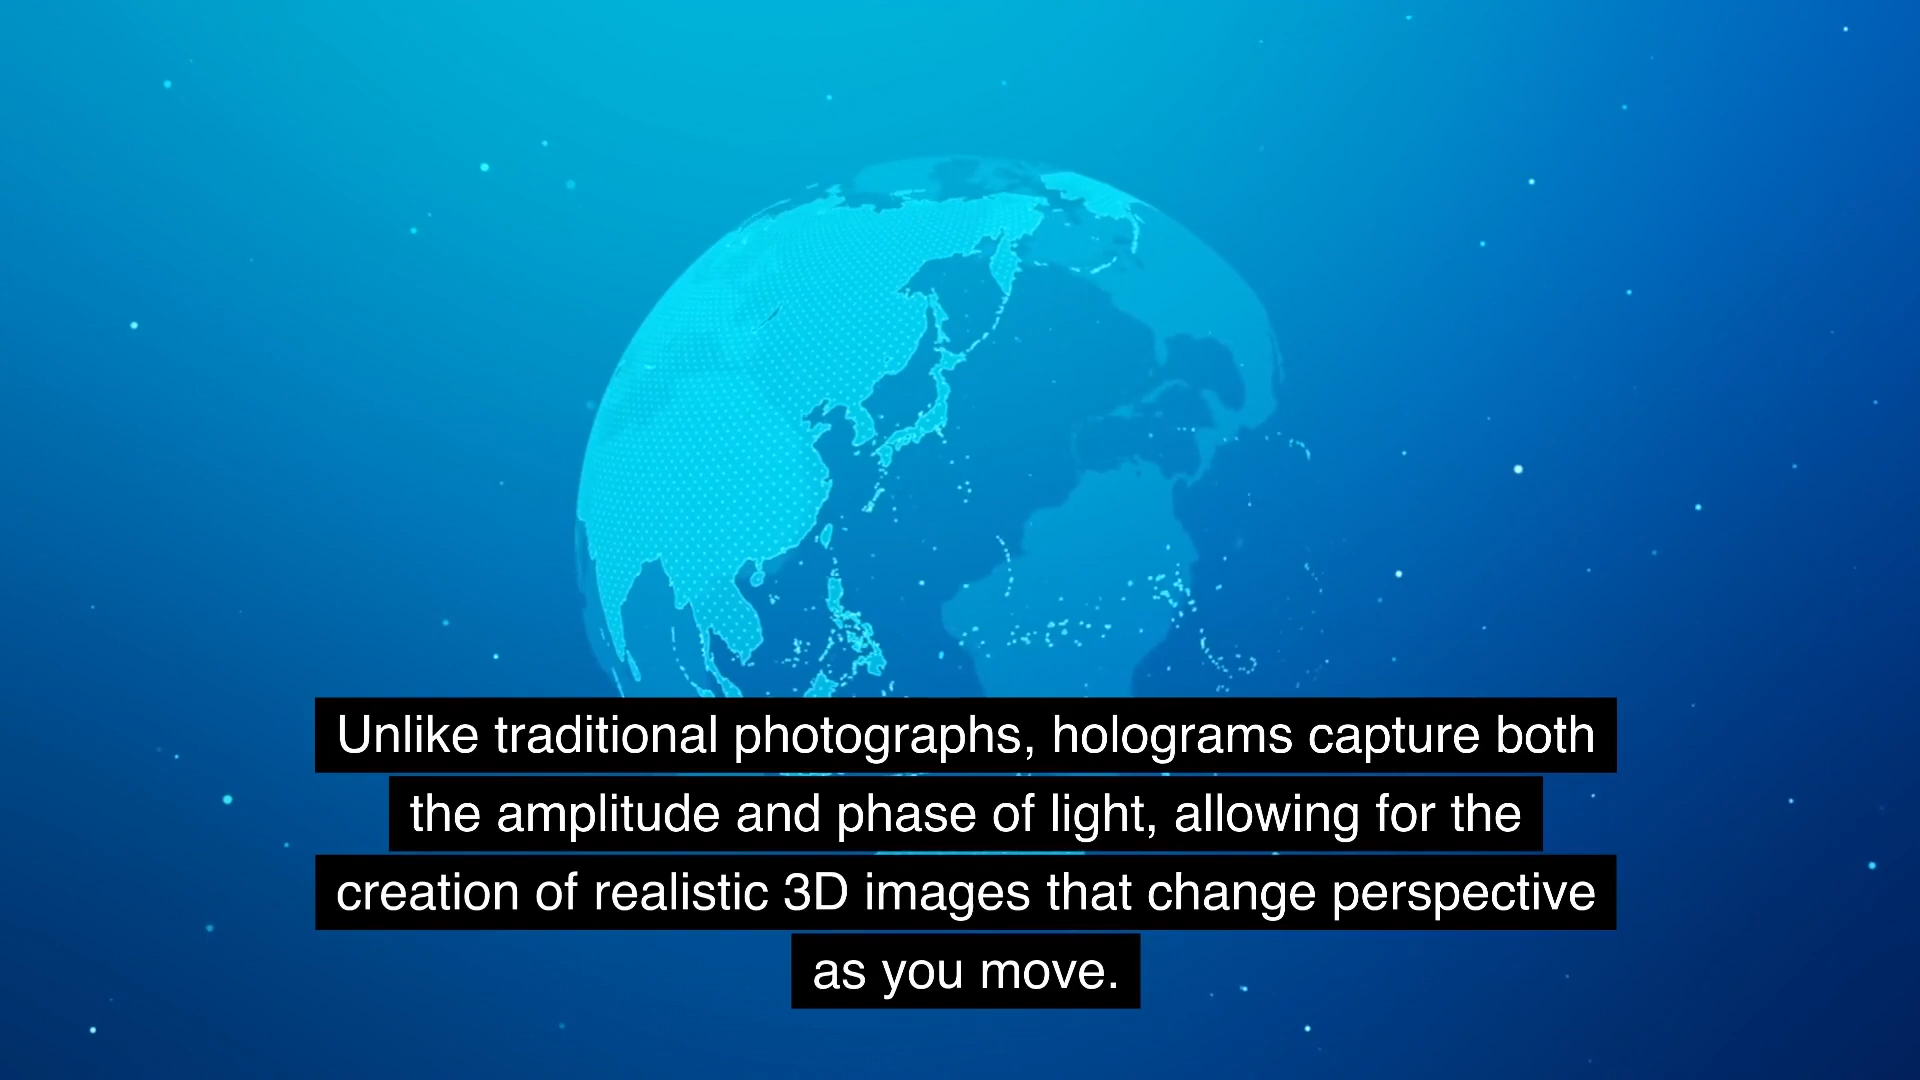 Unlike traditional photographs, holograms capture both
the amplitude and phase of light, allowing for the
creation of realistic 3D images that change perspective
as you move.